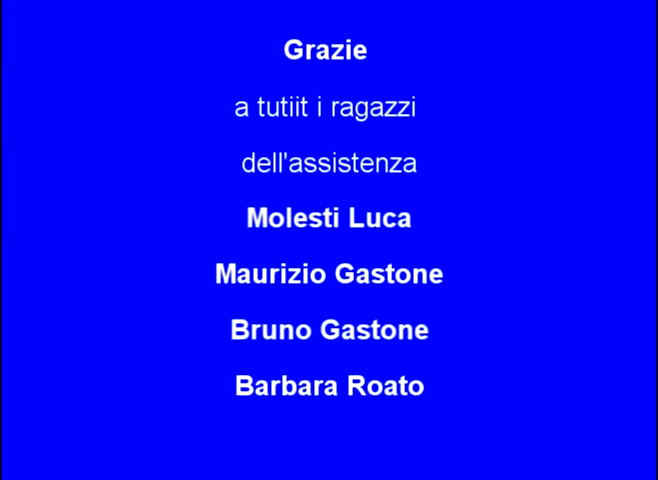 Grazie
a tutiit i ragazzi
dell'assistenza
Molesti Luca
Maurizio Gastone
Bruno Gastone
Barbara Roato